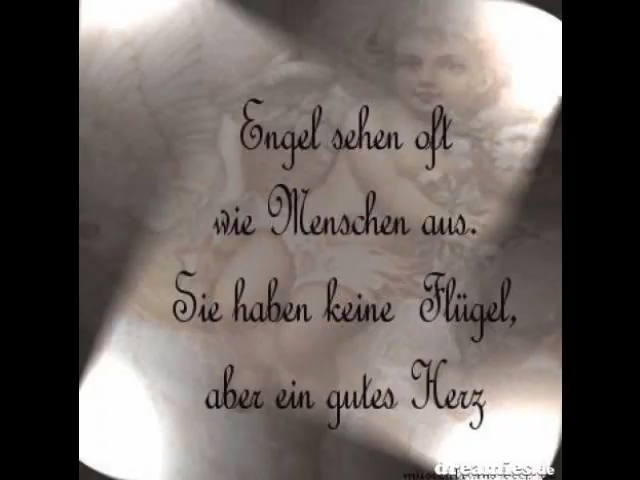 Engel sehen oft
wie Menschen aus.
Sie haben keine Flügel,
aber ein gutes Herz
dreamies.de